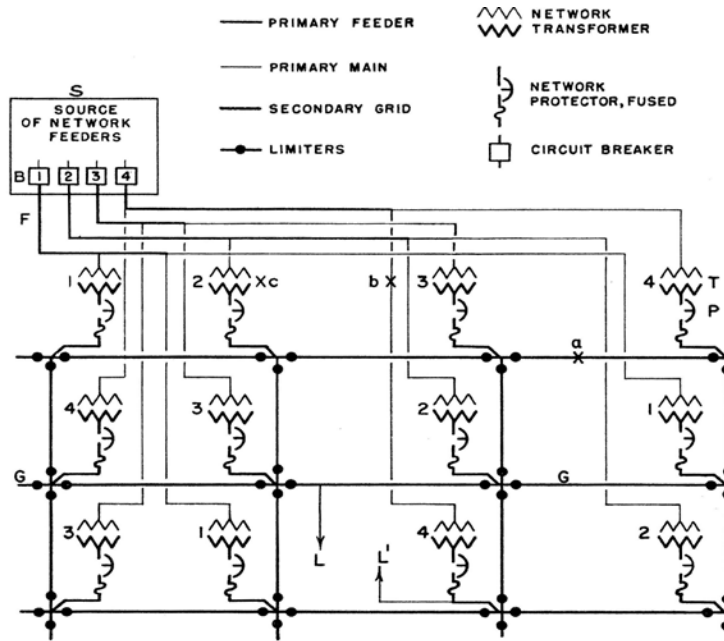 PRIMARY FEEDER
PRIMARY MAIN
SECONDARY GRID
LIMITERS
NETWORK
TRANSFORMER
NETWORK
PROTECTOR, FUSED
CIRCUIT BREAKER
S
SOURCE
OF NETWORK
FEEDERS
B 1 2 3 4
F
1 2 X c b X 3 4 T
P
a
X
4 3 2 1
G G
3 1 4 2
L L'